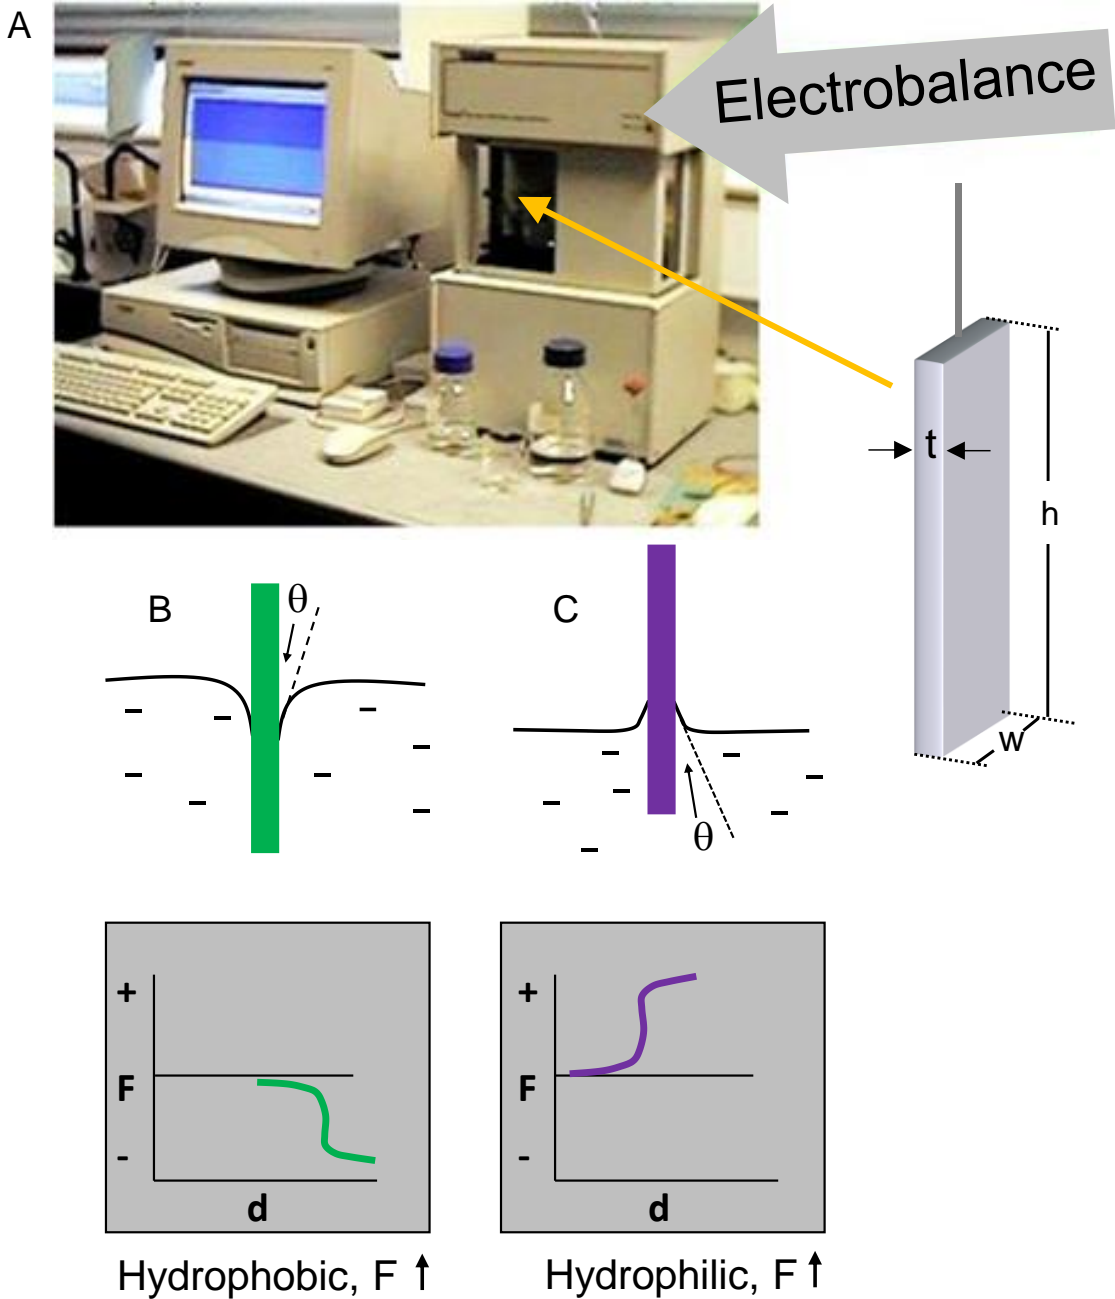 A
Electrobalance
t
h
w
B
θ
C
θ
+
F
-
d
+
F
-
d
Hydrophobic, F ↑
Hydrophilic, F ↑